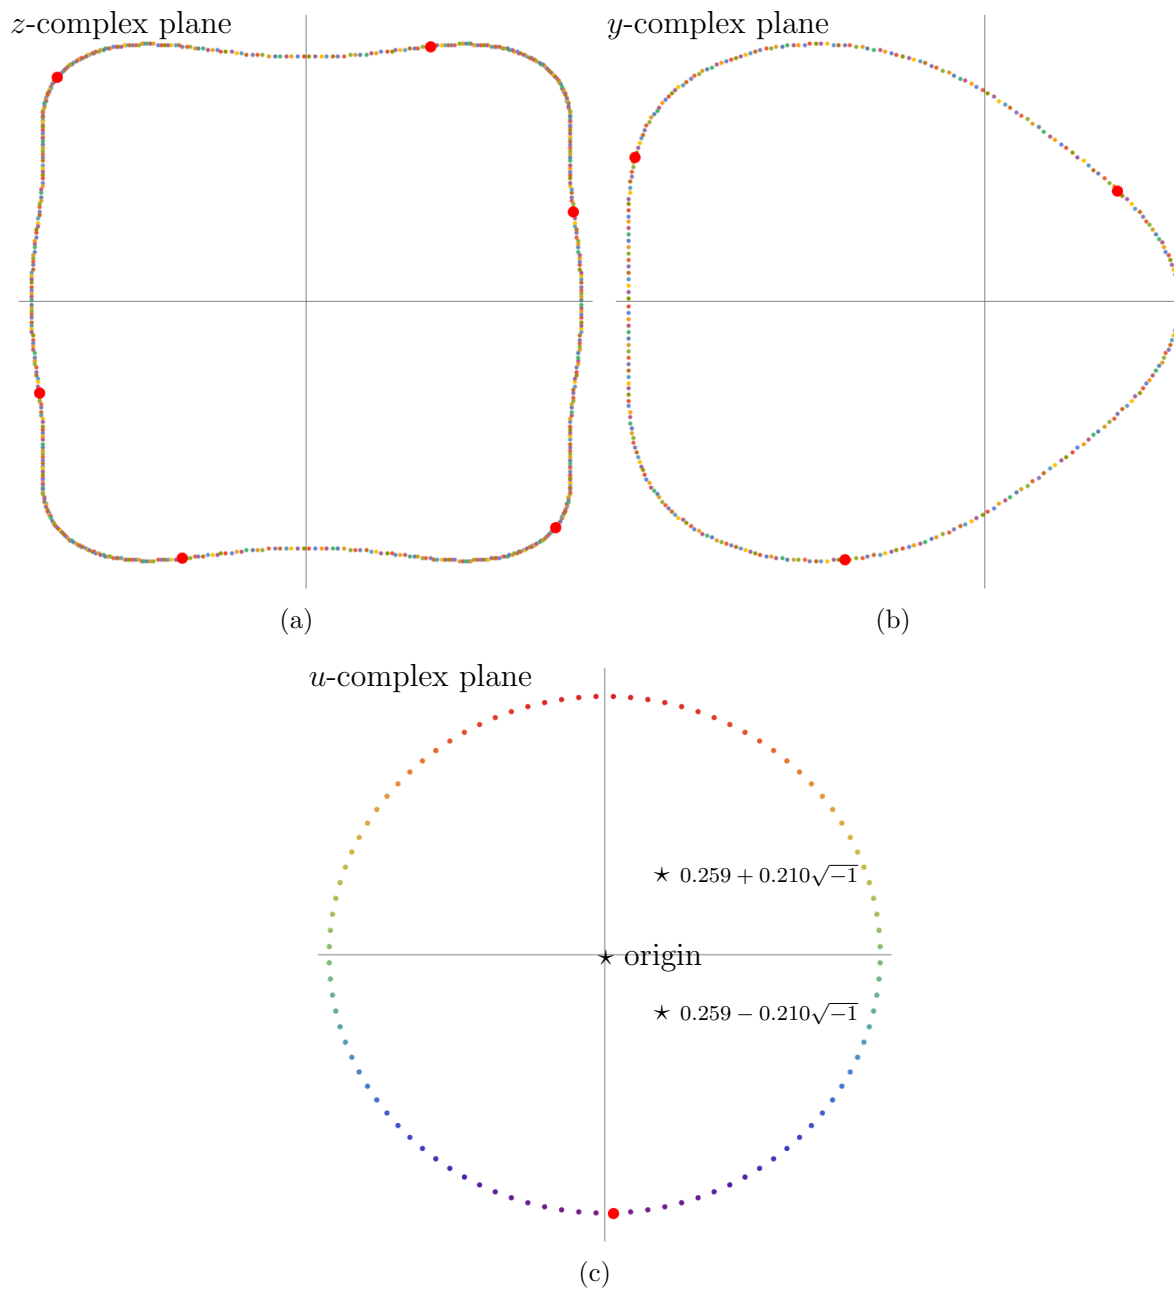 z-complex plane
y-complex plane
(a)
(b)
u-complex plane
⋆ 0.259 + 0.210√−1
⋆ origin
⋆ 0.259 − 0.210√−1
(c)